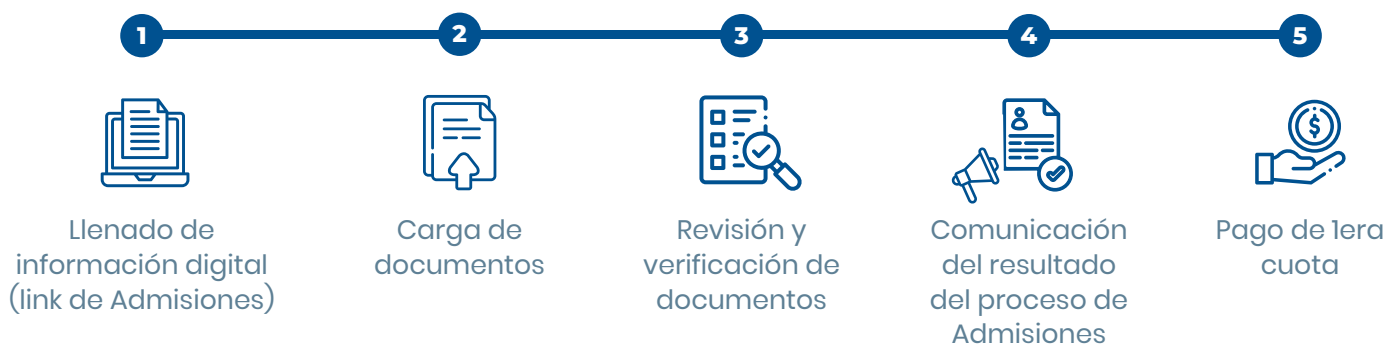 1
2
3
4
5
$
Llenado de
información digital
(link de Admisiones)
Carga de
documentos
Revisión y
verificación de
documentos
Comunicación
del resultado
del proceso de
Admisiones
Pago de 1era
cuota